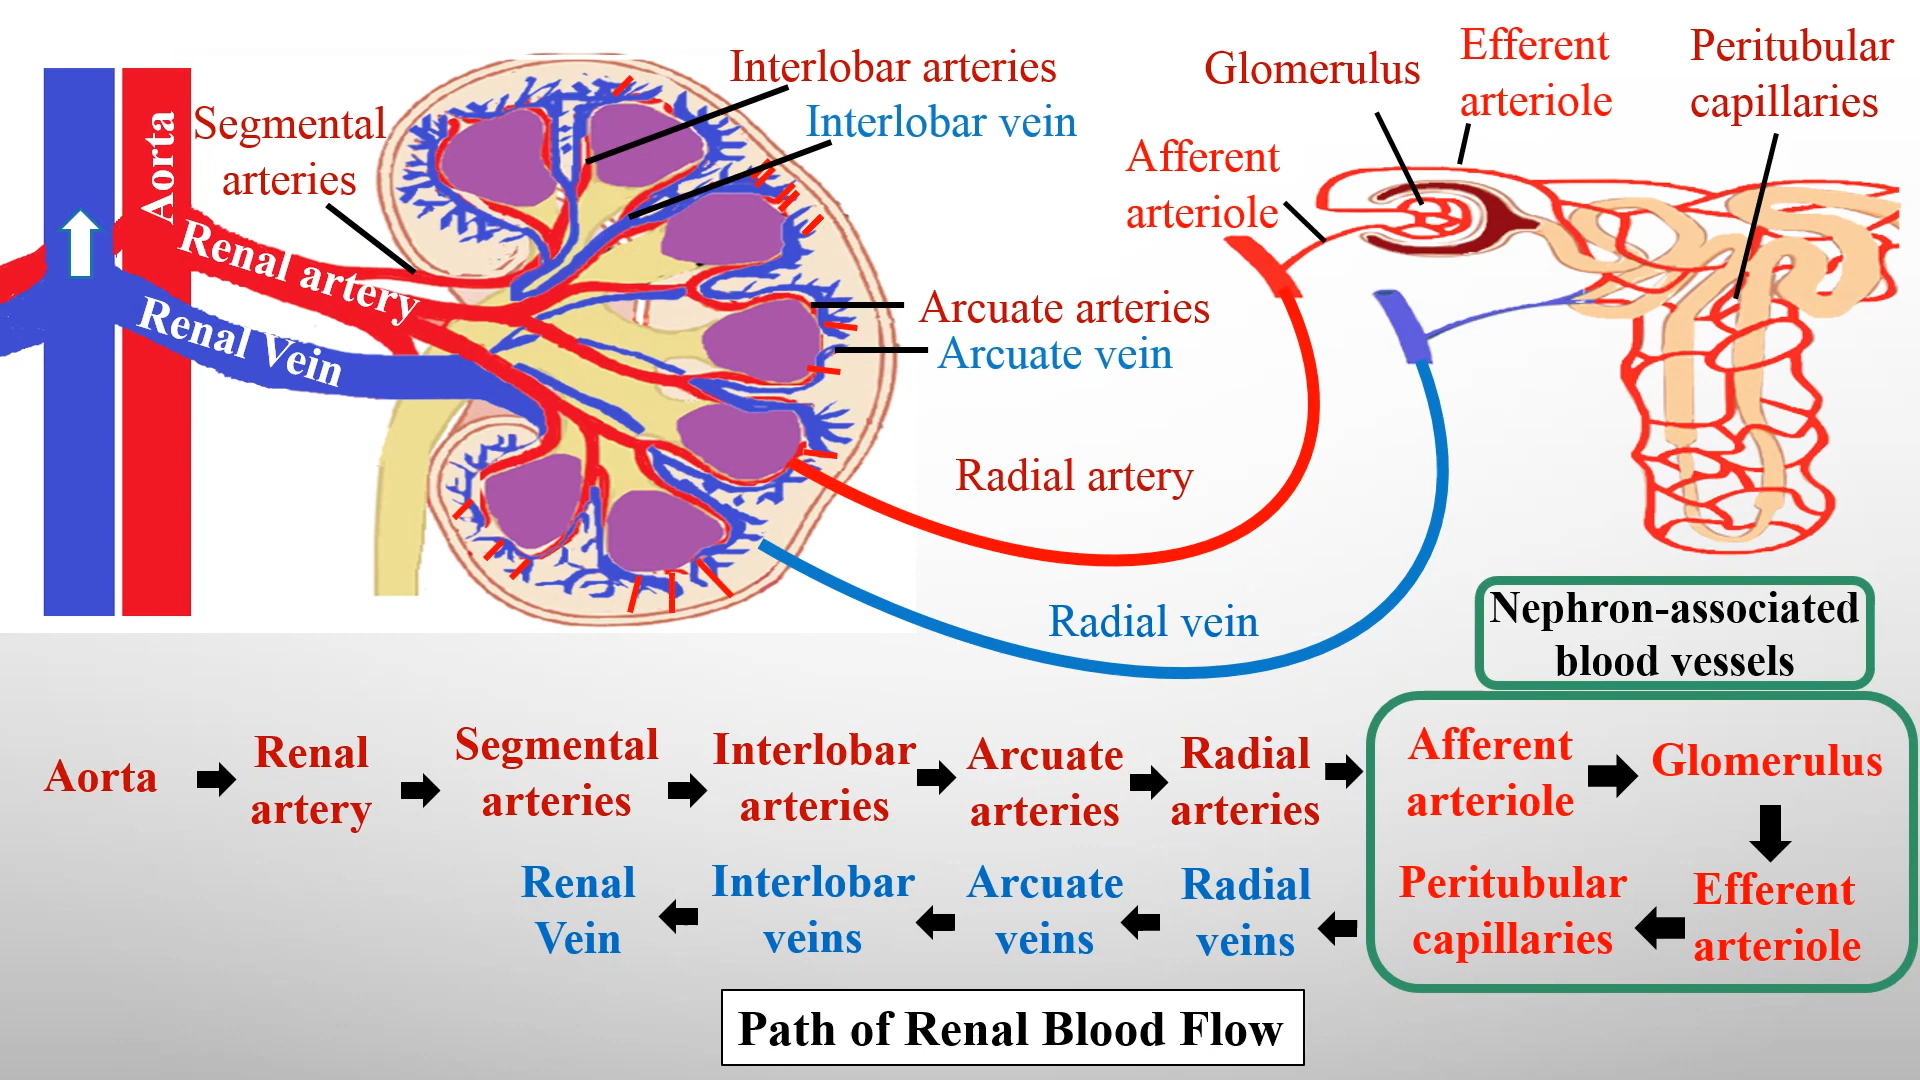 Interlobar arteries
Interlobar vein
Segmental
arteries
Aorta
Renal artery
Renal Vein
Arcuate arteries
Arcuate vein
Glomerulus
Efferent
arteriole
Peritubular
capillaries
Afferent
arteriole
Radial artery
Radial vein
Nephron-associated
blood vessels
Aorta
Renal
artery
Segmental
arteries
Interlobar
arteries
Arcuate
arteries
Radial
arteries
Afferent
arteriole
Glomerulus
Efferent
arteriole
Peritubular
capillaries
Radial
veins
Arcuate
veins
Interlobar
veins
Renal
Vein
Path of Renal Blood Flow